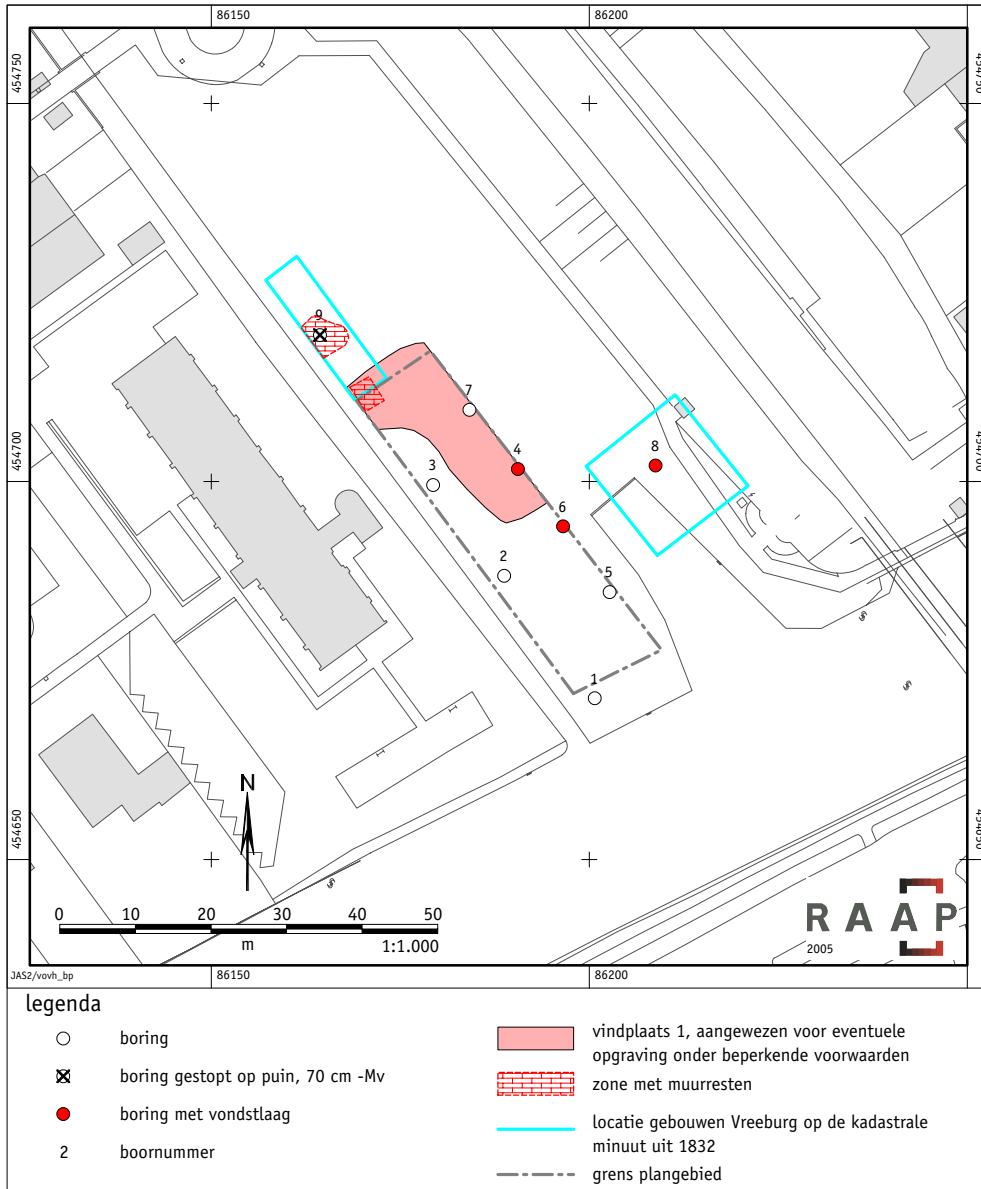 86150
86200
454750
454750
9
7
4
3
8
6
2
5
1
454700
454700
N
454650
454650
0 10 20 30 40 50
m
1:1.000
RAAP
2005
JAS2/vovh_bp
86150
86200
legenda
boring
boring gestopt op puin, 70 cm -Mv
boring met vondstlaag
2 boornummer
vindplaats 1, aangewezen voor eventuele
opgraving onder beperkende voorwaarden
zone met muurresten
locatie gebouwen Vreeburg op de kadastrale
minuut uit 1832
grens plangebied